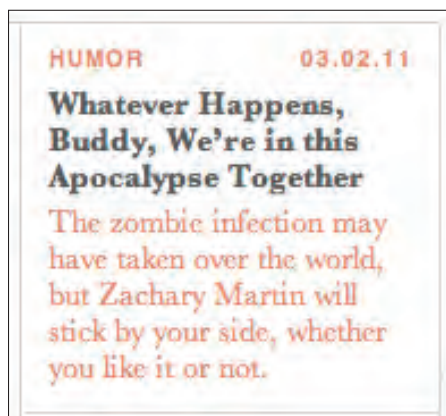 HUMOR 03.02.11
Whatever Happens,
Buddy, We're in this
Apocalypse Together
The zombie infection may
have taken over the world,
but Zachary Martin will
stick by your side, whether
you like it or not.